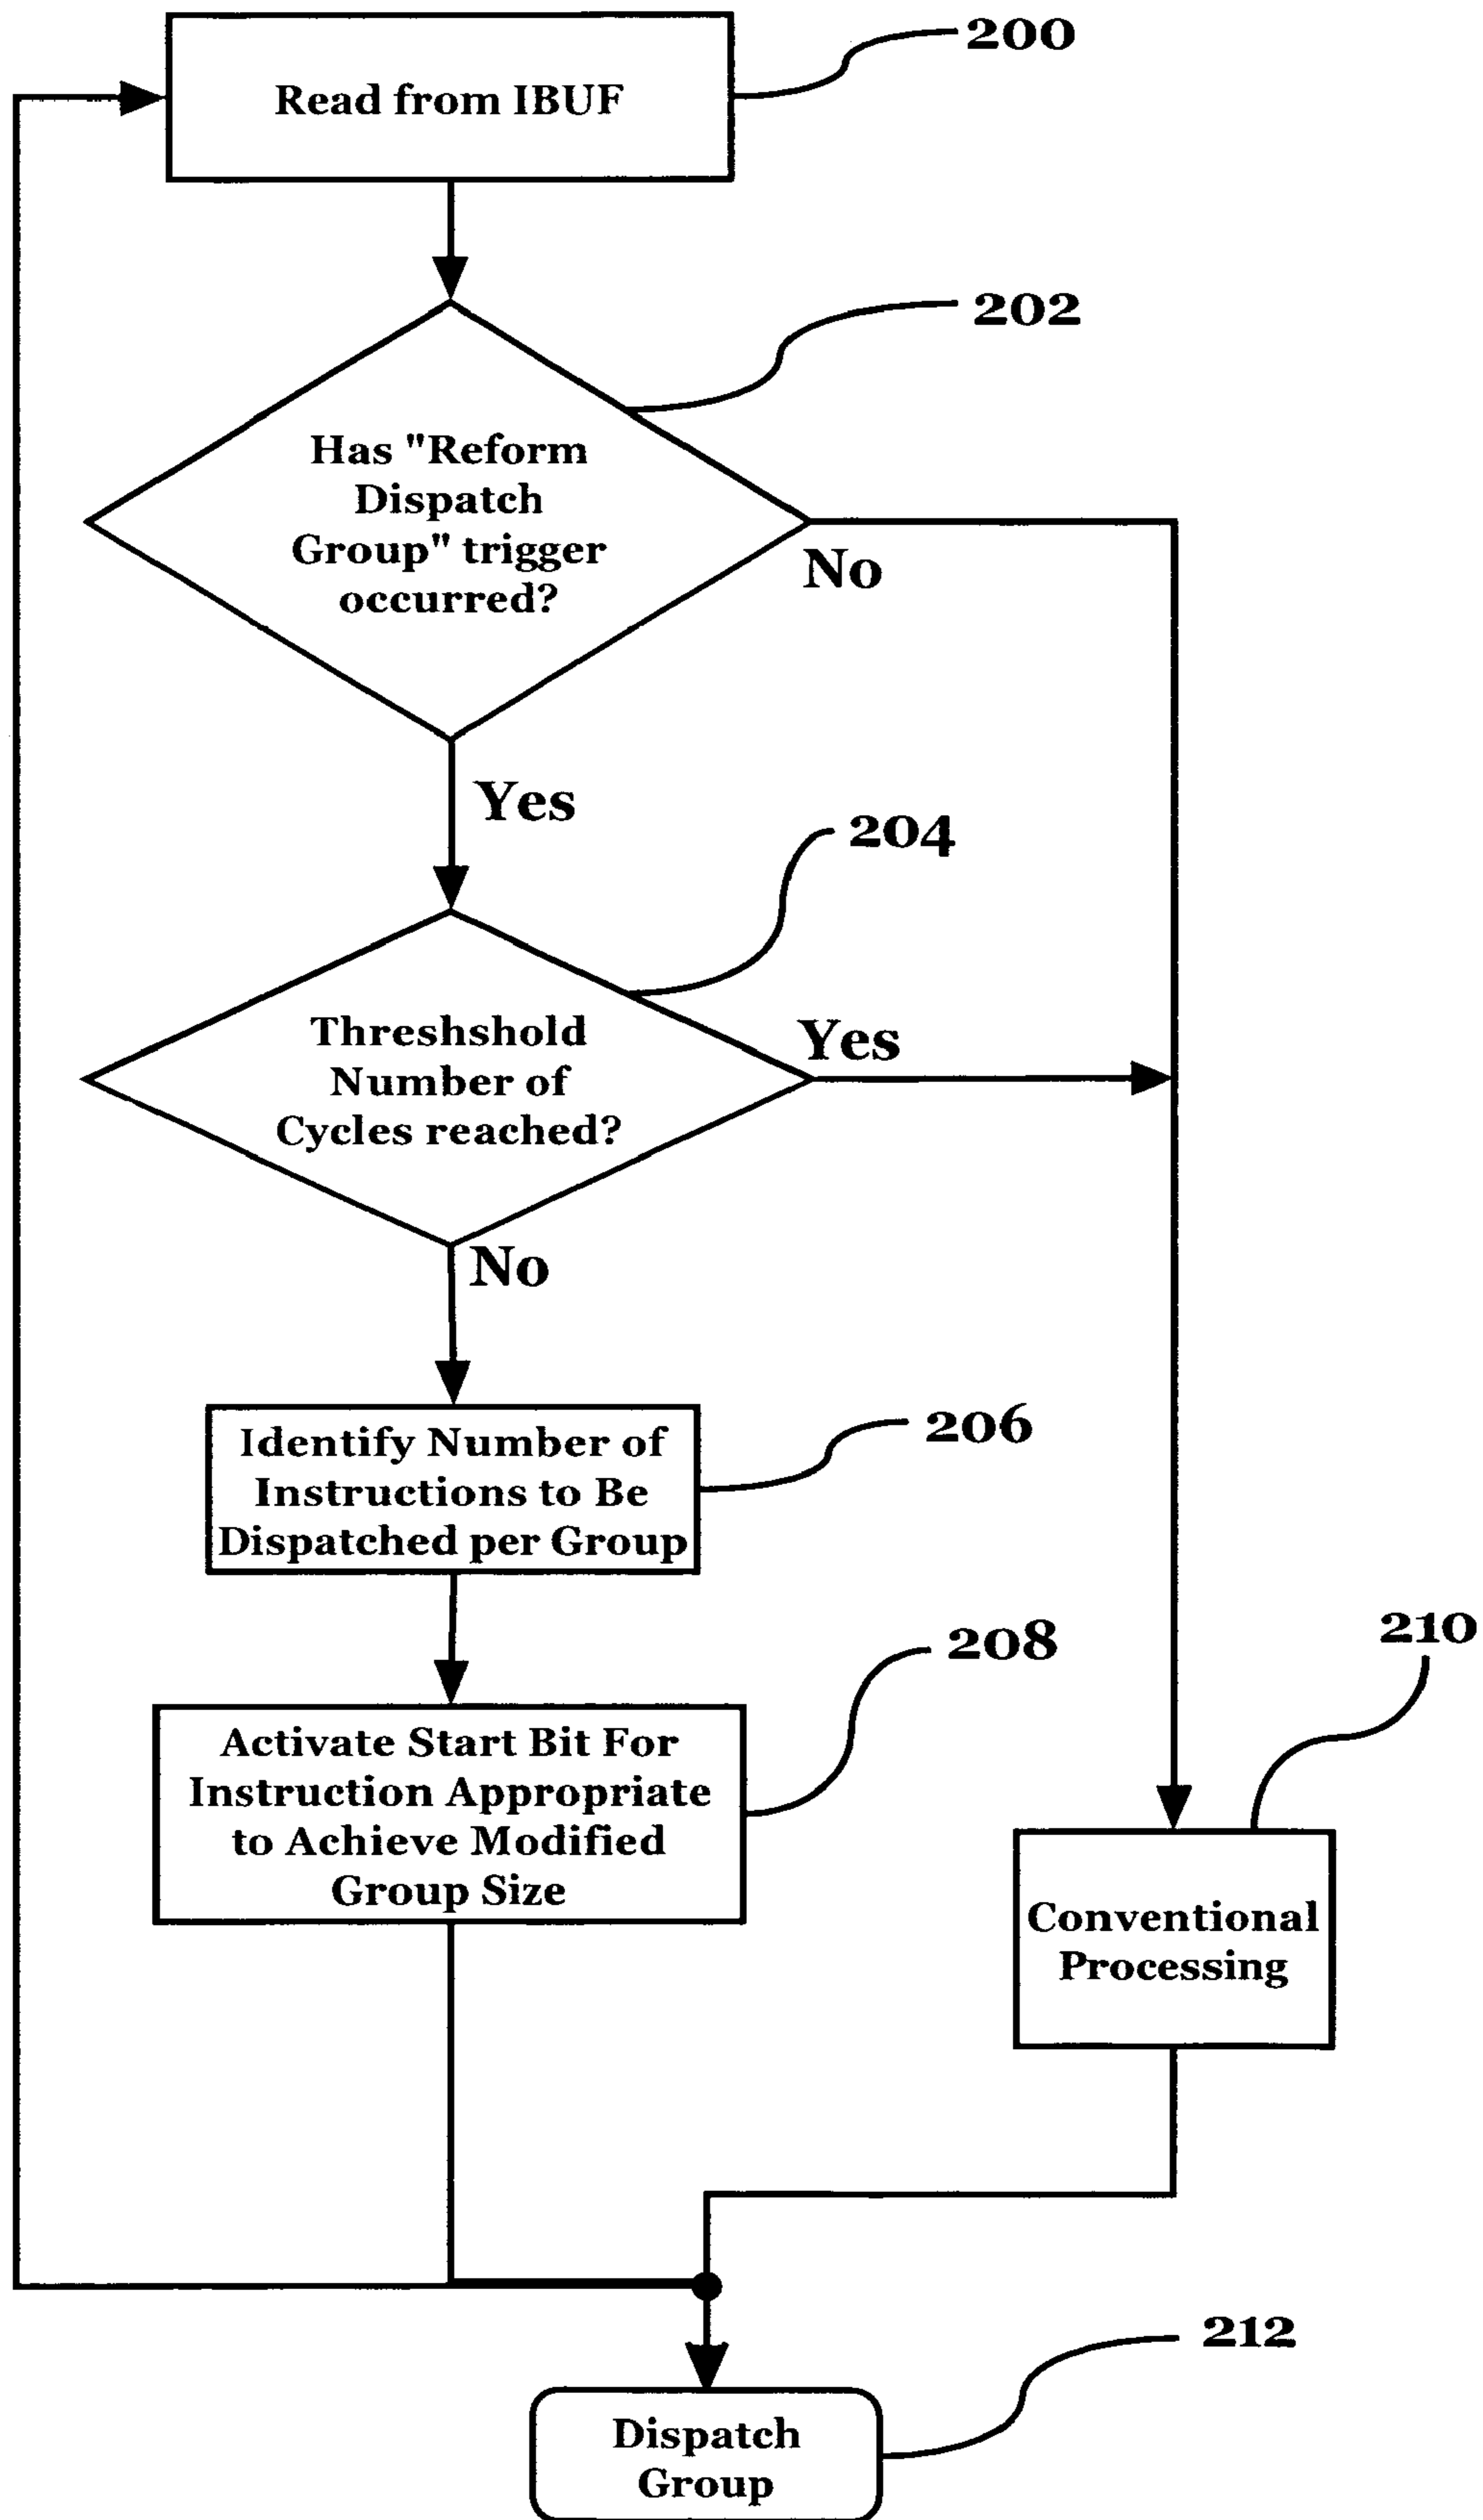 200
Read from IBUF
202
Has "Reform
Dispatch
Group" trigger
occurred?
No
Yes
204
Threshshold
Number of
Cycles reached?
Yes
No
206
Identify Number of
Instructions to Be
Dispatched per Group
208
210
Activate Start Bit For
Instruction Appropriate
to Achieve Modified
Group Size
Conventional
Processing
212
Dispatch
Group